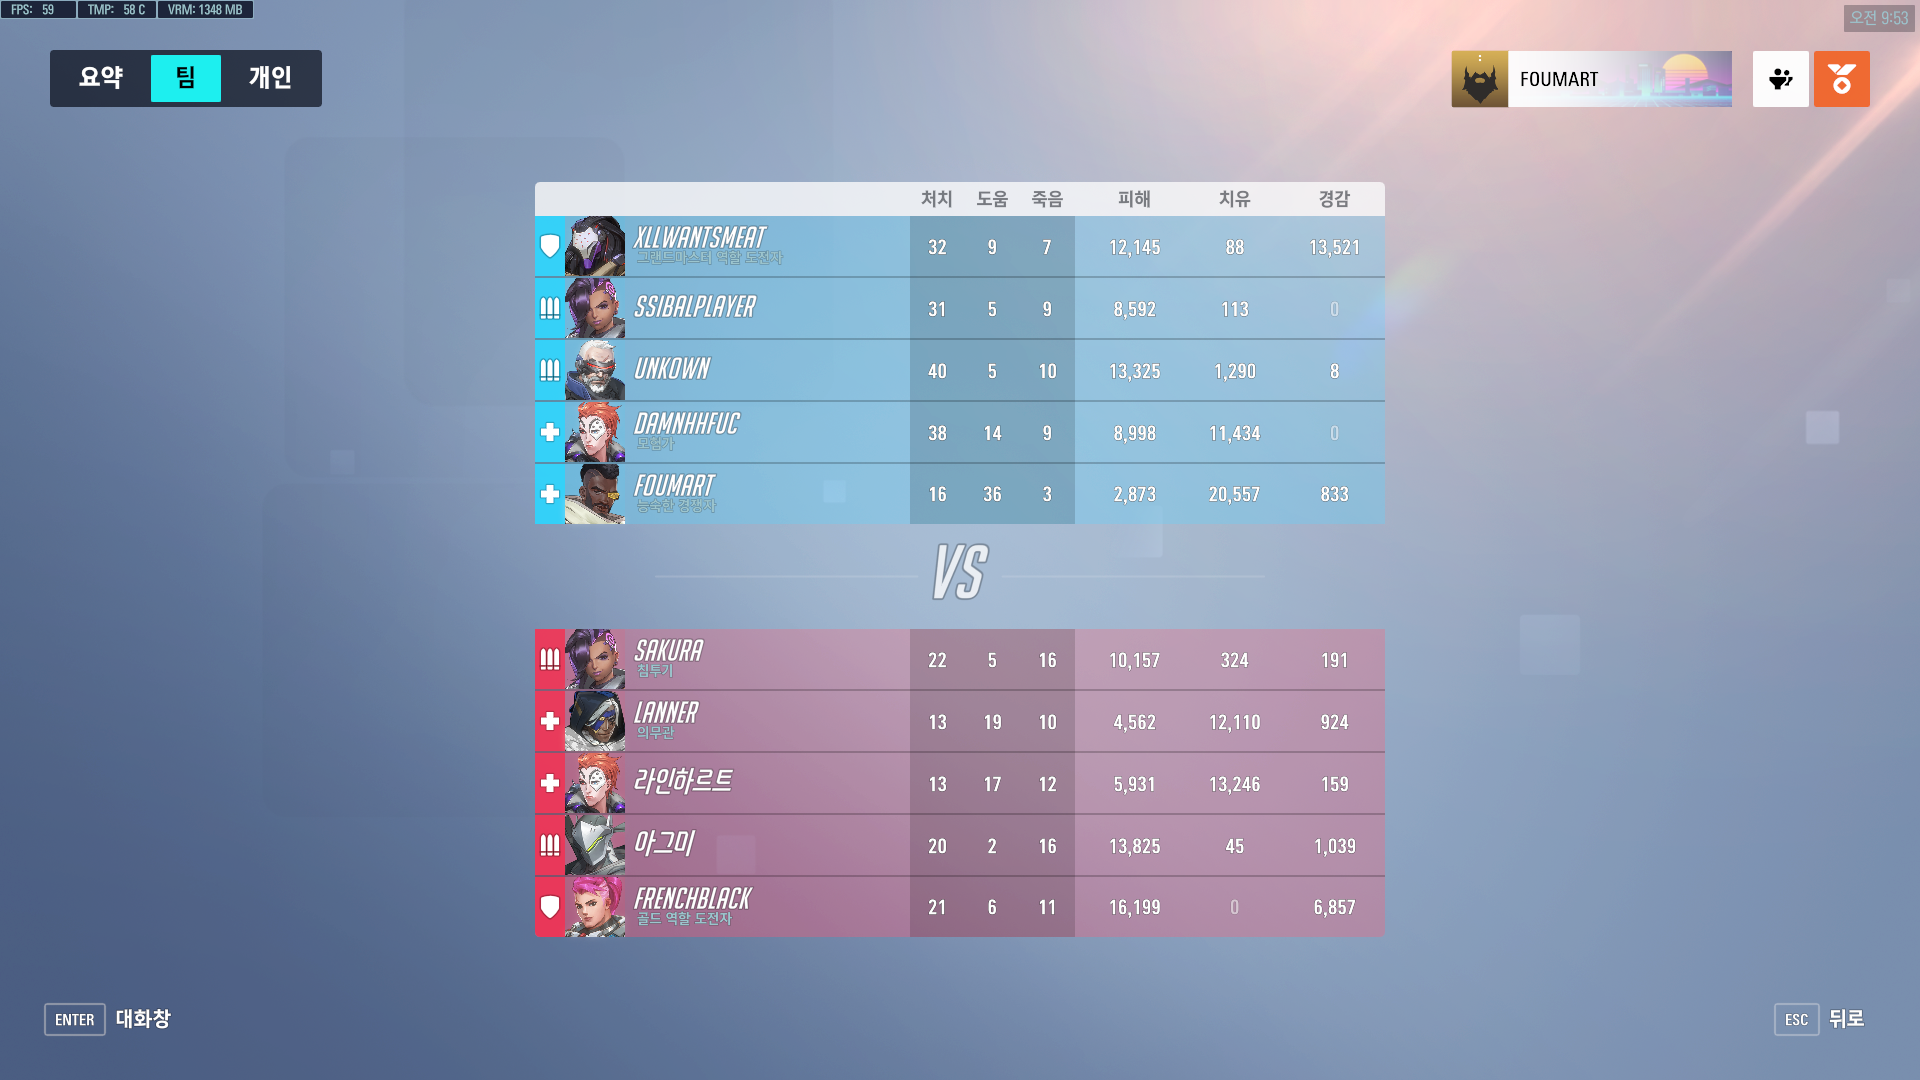 FPS: 59 TMP: 58 C VRM: 1348 MB
오전 9:53
요약 팀 개인
FOUMART
처치 도움 죽음 피해 치유 경감
XLLWANTSMEAT 32 9 7 12,145 88 13,521
그랜드마스터 역할 도전자
SSIBALPLAYER 31 5 9 8,592 113 0
UNKOWN 40 5 10 13,325 1,290 8
DAMNHHFUC 38 14 9 8,998 11,434 0
모험가
FOUMART 16 36 3 2,873 20,557 833
능숙한 경쟁자
VS
SAKURA 22 5 16 10,157 324 191
침투기
LANNER 13 19 10 4,562 12,110 924
의무관
라인하르트 13 17 12 5,931 13,246 159
아그미 20 2 16 13,825 45 1,039
FRENCHBLACK 21 6 11 16,199 0 6,857
골드 역할 도전자
ENTER 대화창
ESC 뒤로